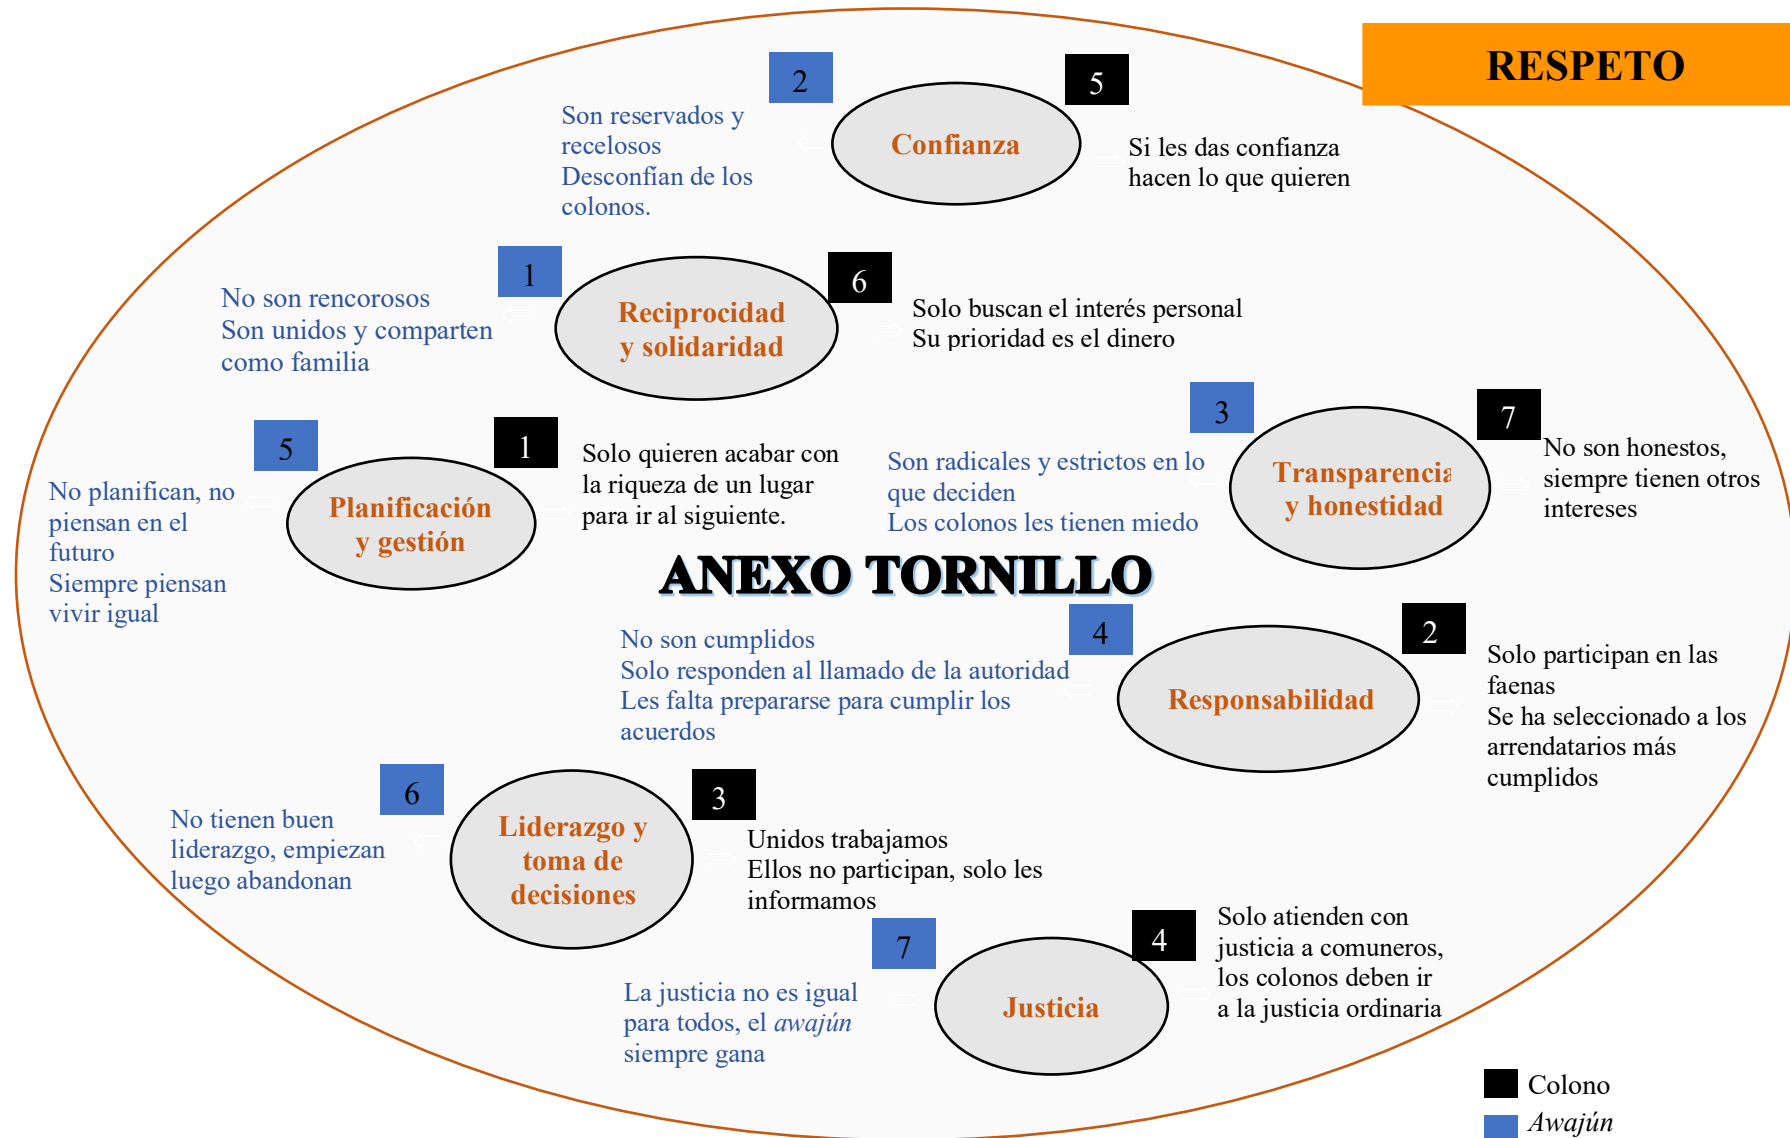 RESPETO
2
5
Son reservados y
recelosos
Desconfían de los
colonos.
Confianza
Si les das confianza
hacen lo que quieren
1
6
No son rencorosos
Son unidos y comparten
como familia
Reciprocidad
y solidaridad
Solo buscan el interés personal
Su prioridad es el dinero
5
1
No planifican, no
piensan en el
futuro
Siempre piensan
vivir igual
Planificación
y gestión
Solo quieren acabar con
la riqueza de un lugar
para ir al siguiente.
3
7
Son radicales y estrictos en lo
que deciden
Los colonos les tienen miedo
Transparencia
y honestidad
No son honestos,
siempre tienen otros
intereses
ANEXO TORNILLO
4
2
No son cumplidos
Solo responden al llamado de la autoridad
Les falta prepararse para cumplir los
acuerdos
Responsabilidad
Solo participan en las
faenas
Se ha seleccionado a los
arrendatarios más
cumplidos
6
3
No tienen buen
liderazgo, empiezan
luego abandonan
Liderazgo y
toma de
decisiones
Unidos trabajamos
Ellos no participan, solo les
informamos
7
4
La justicia no es igual
para todos, el awajún
siempre gana
Justicia
Solo atienden con
justicia a comuneros,
los colonos deben ir
a la justicia ordinaria
Colono
Awajún